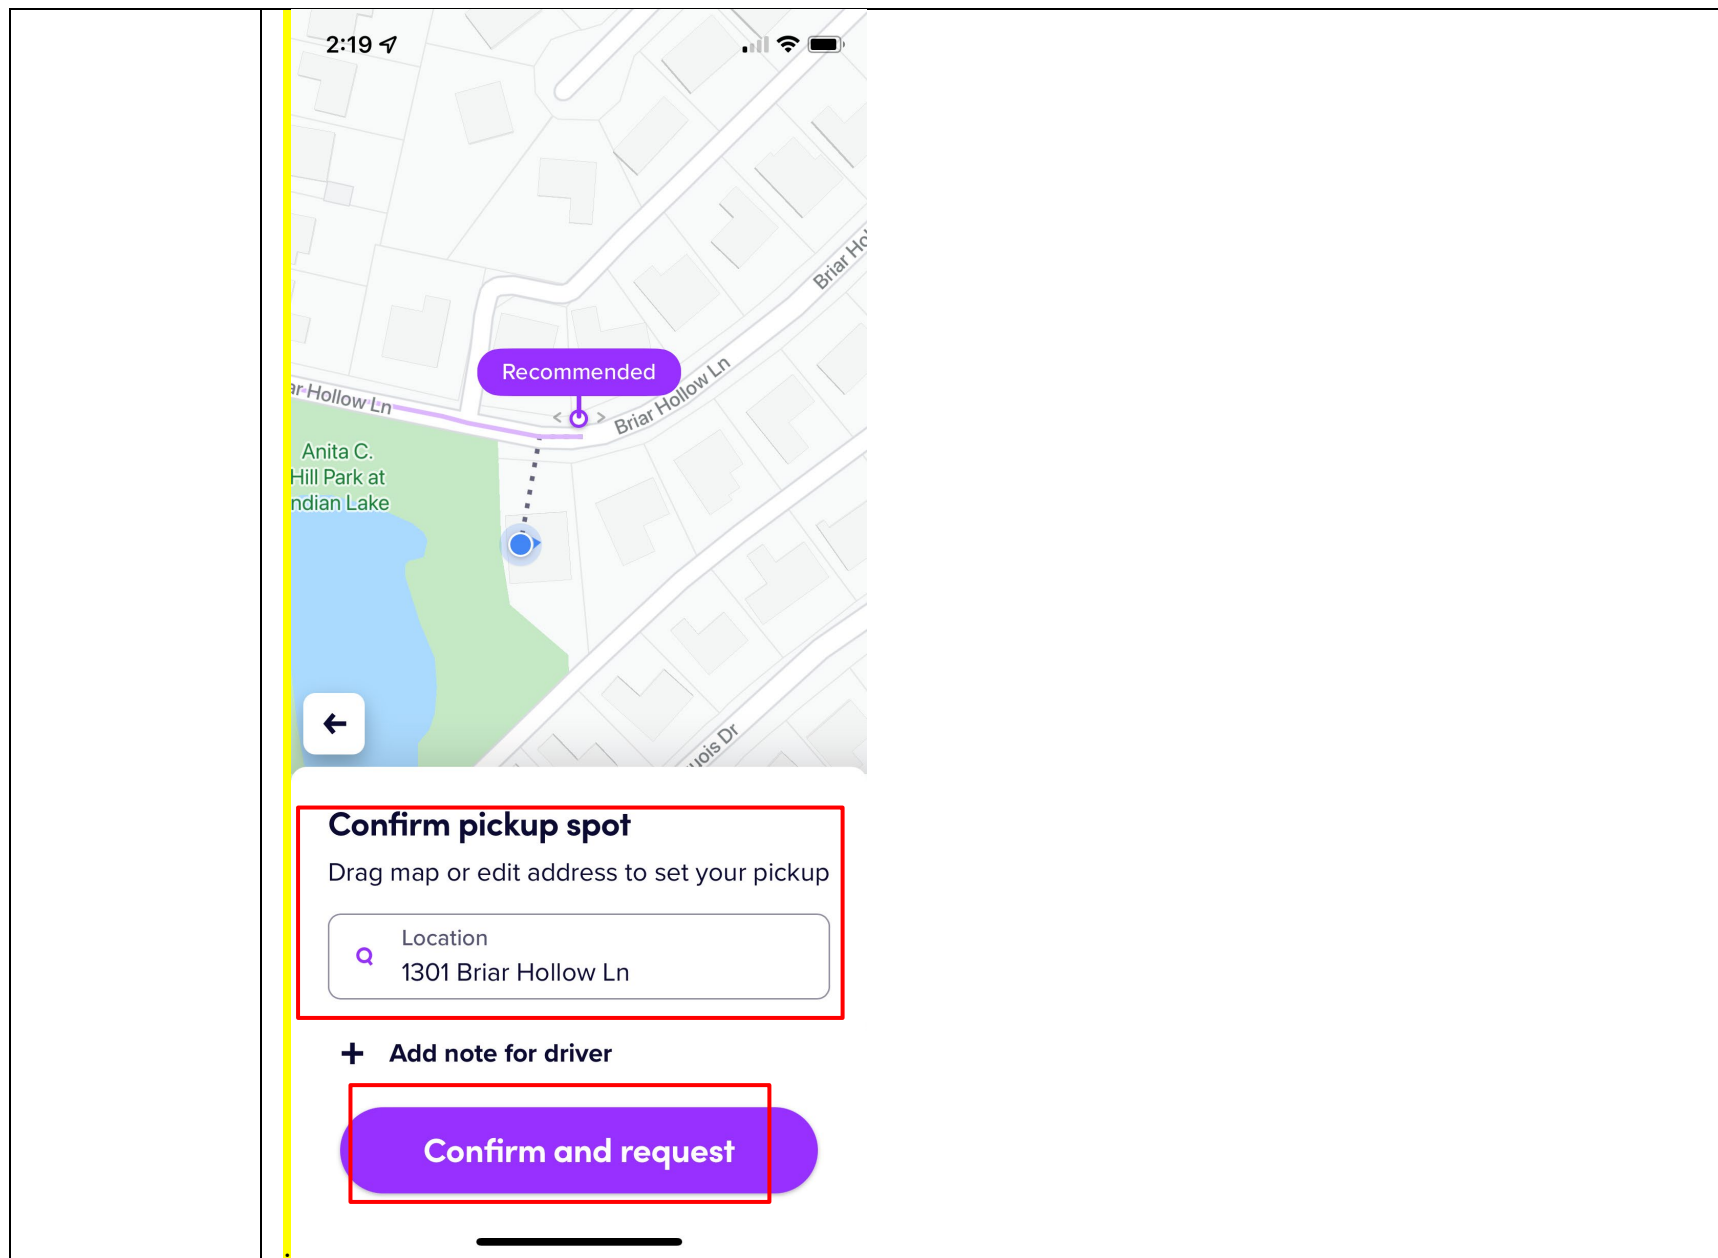 2:19
Briar Ho
Recommended
Briar Hollow Ln
ar Hollow Ln
Anita C.
Hill Park at
ndian Lake
uois Dr
Confirm pickup spot
Drag map or edit address to set your pickup
Location
1301 Briar Hollow Ln
+ Add note for driver
Confirm and request
.